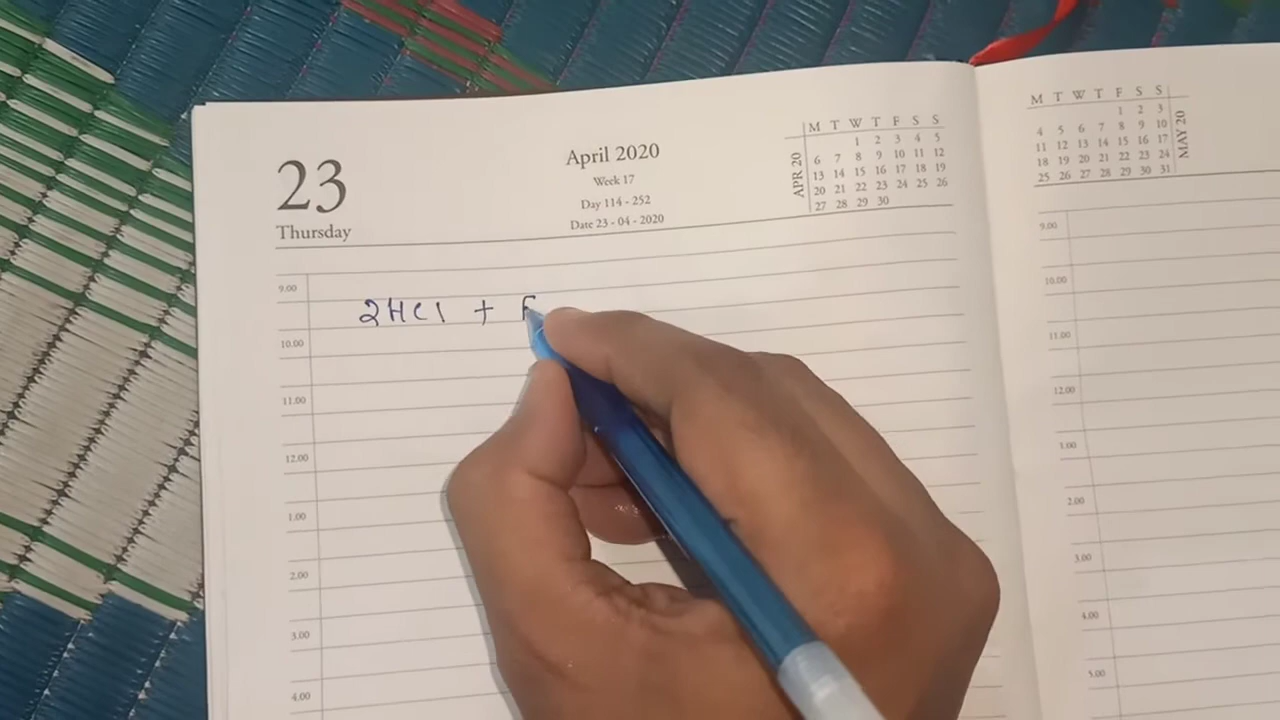 23
Thursday
April 2020
Week 17
Day 114 - 252
Date 23 - 04 - 2020
APR 20
M T W T F S S
1 2 3 4 5
6 7 8 9 10 11 12
13 14 15 16 17 18 19
20 21 22 23 24 25 26
27 28 29 30
9.00
2HCl + F
10.00
11.00
12.00
1.00
2.00
3.00
4.00
M T W T F S S
1 2 3
4 5 6 7 8 9 10
11 12 13 14 15 16 17
18 19 20 21 22 23 24
25 26 27 28 29 30 31
MAY 20
9.00
10.00
11.00
12.00
1.00
2.00
3.00
4.00
5.00